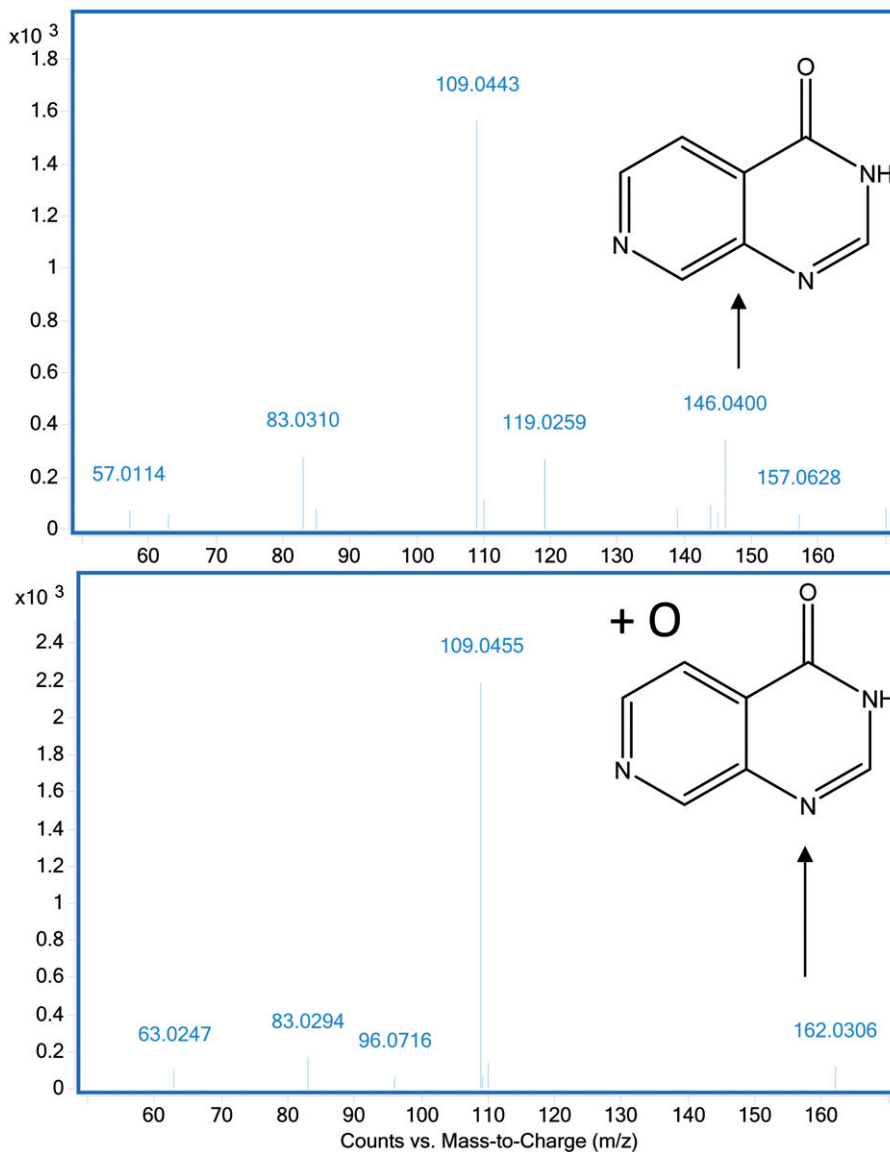 x10 3
1.8
1.6
1.4
1.2
1
0.8
0.6
0.4
0.2
0
109.0443
83.0310
119.0259
146.0400
57.0114
157.0628
O
NH
N
N
60 70 80 90 100 110 120 130 140 150 160
x10 3
2.4
2.2
2
1.8
1.6
1.4
1.2
1
0.8
0.6
0.4
0.2
0
109.0455
63.0247
83.0294
96.0716
162.0306
+ O
O
NH
N
N
60 70 80 90 100 110 120 130 140 150 160
Counts vs. Mass-to-Charge (m/z)